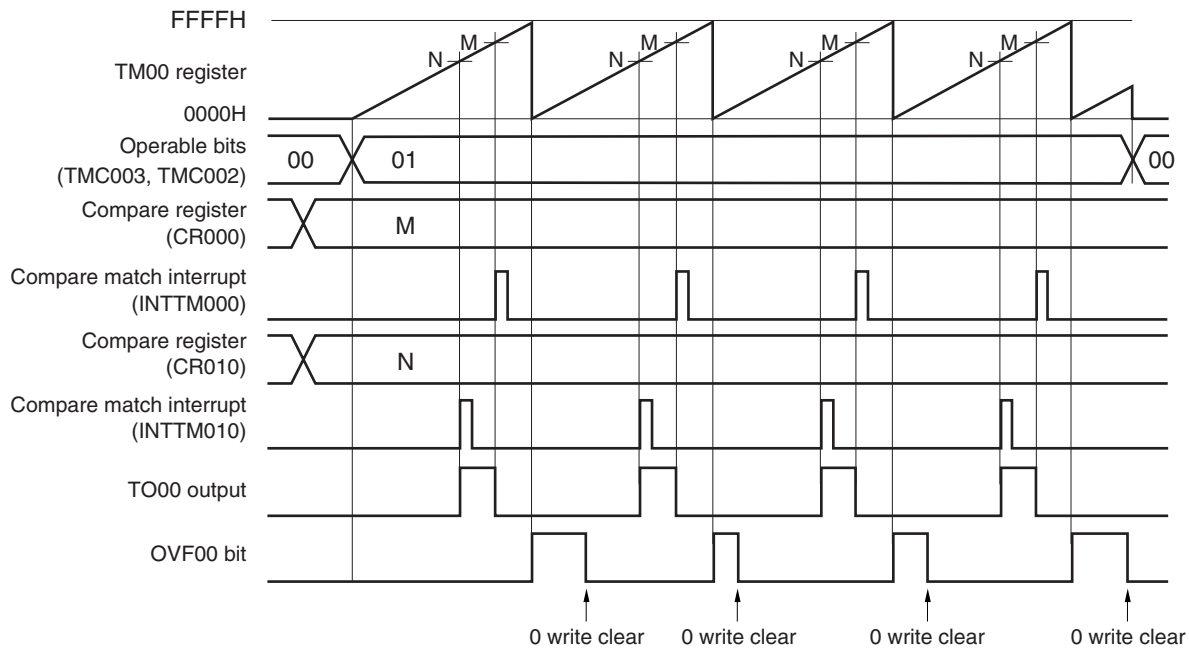 FFFFH
M M M M
N N N N
TM00 register
0000H
Operable bits
(TMC003, TMC002)
00 01 00
Compare register
(CR000)
M
Compare match interrupt
(INTTM000)
Compare register
(CR010)
N
Compare match interrupt
(INTTM010)
TO00 output
OVF00 bit
0 write clear 0 write clear 0 write clear 0 write clear